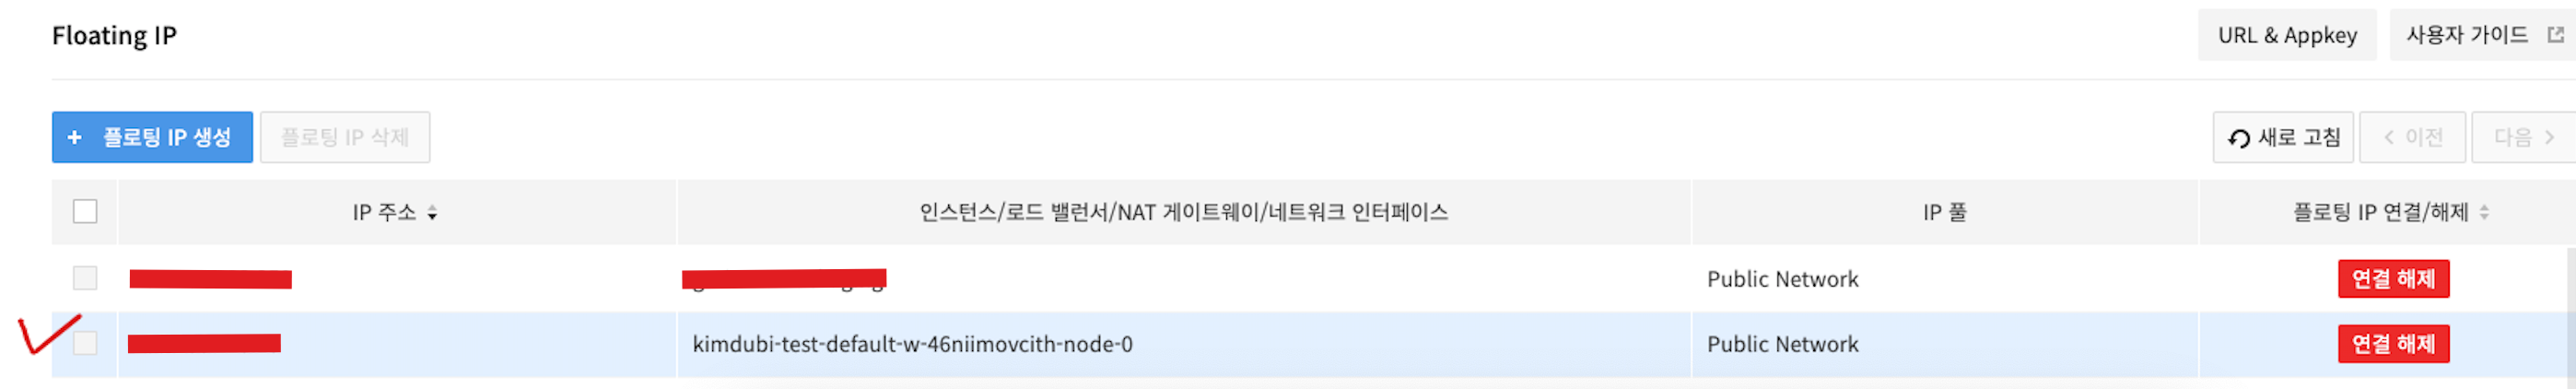 Floating IP
URL & Appkey
사용자 가이드
+ 플로팅 IP 생성
플로팅 IP 삭제
새로 고침
< 이전
다음 >
IP 주소
인스턴스/로드 밸런서/NAT 게이트웨이/네트워크 인터페이스
IP 풀
플로팅 IP 연결/해제
Public Network
연결 해제
kimdubi-test-default-w-46niimovcith-node-0
Public Network
연결 해제